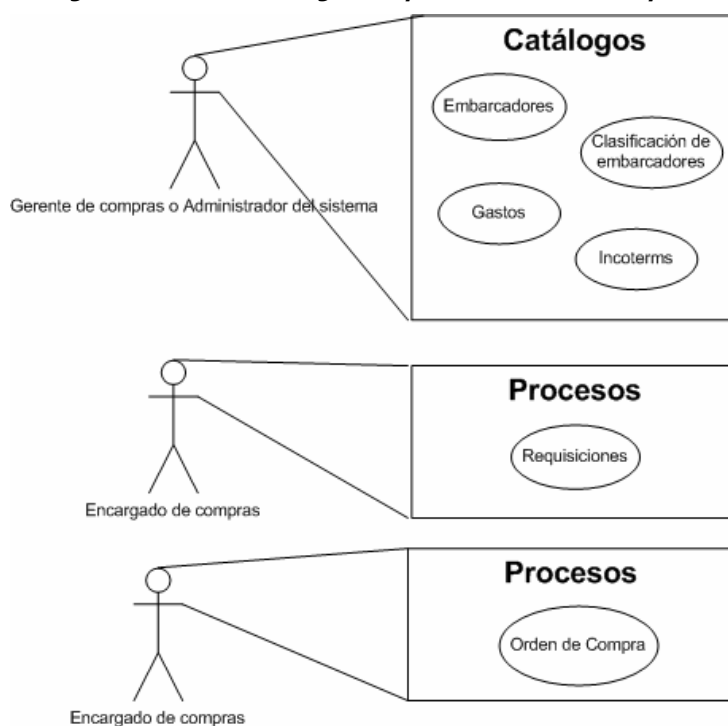 Catálogos
Embarcadores
Clasificación de
embarcadores
Gastos
Incoterms
Gerente de compras o Administrador del sistema
Procesos
Requisiciones
Encargado de compras
Procesos
Orden de Compra
Encargado de compras